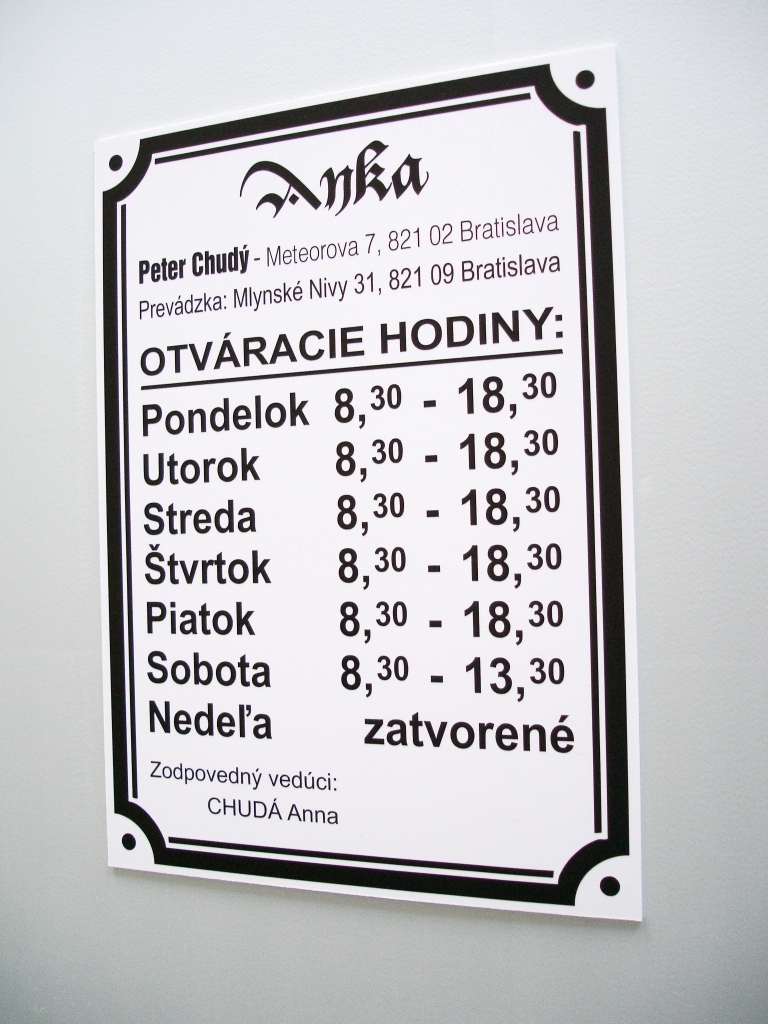 Anka
Peter Chudý - Meteorova 7, 821 02 Bratislava
Prevádzka: Mlynské Nivy 31, 821 09 Bratislava
OTVÁRACIE HODINY:
Pondelok 8,30 - 18,30
Utorok 8,30 - 18,30
Streda 8,30 - 18,30
Štvrtok 8,30 - 18,30
Piatok 8,30 - 18,30
Sobota 8,30 - 13,30
Nedeľa zatvorené
Zodpovedný vedúci:
CHUDÁ Anna